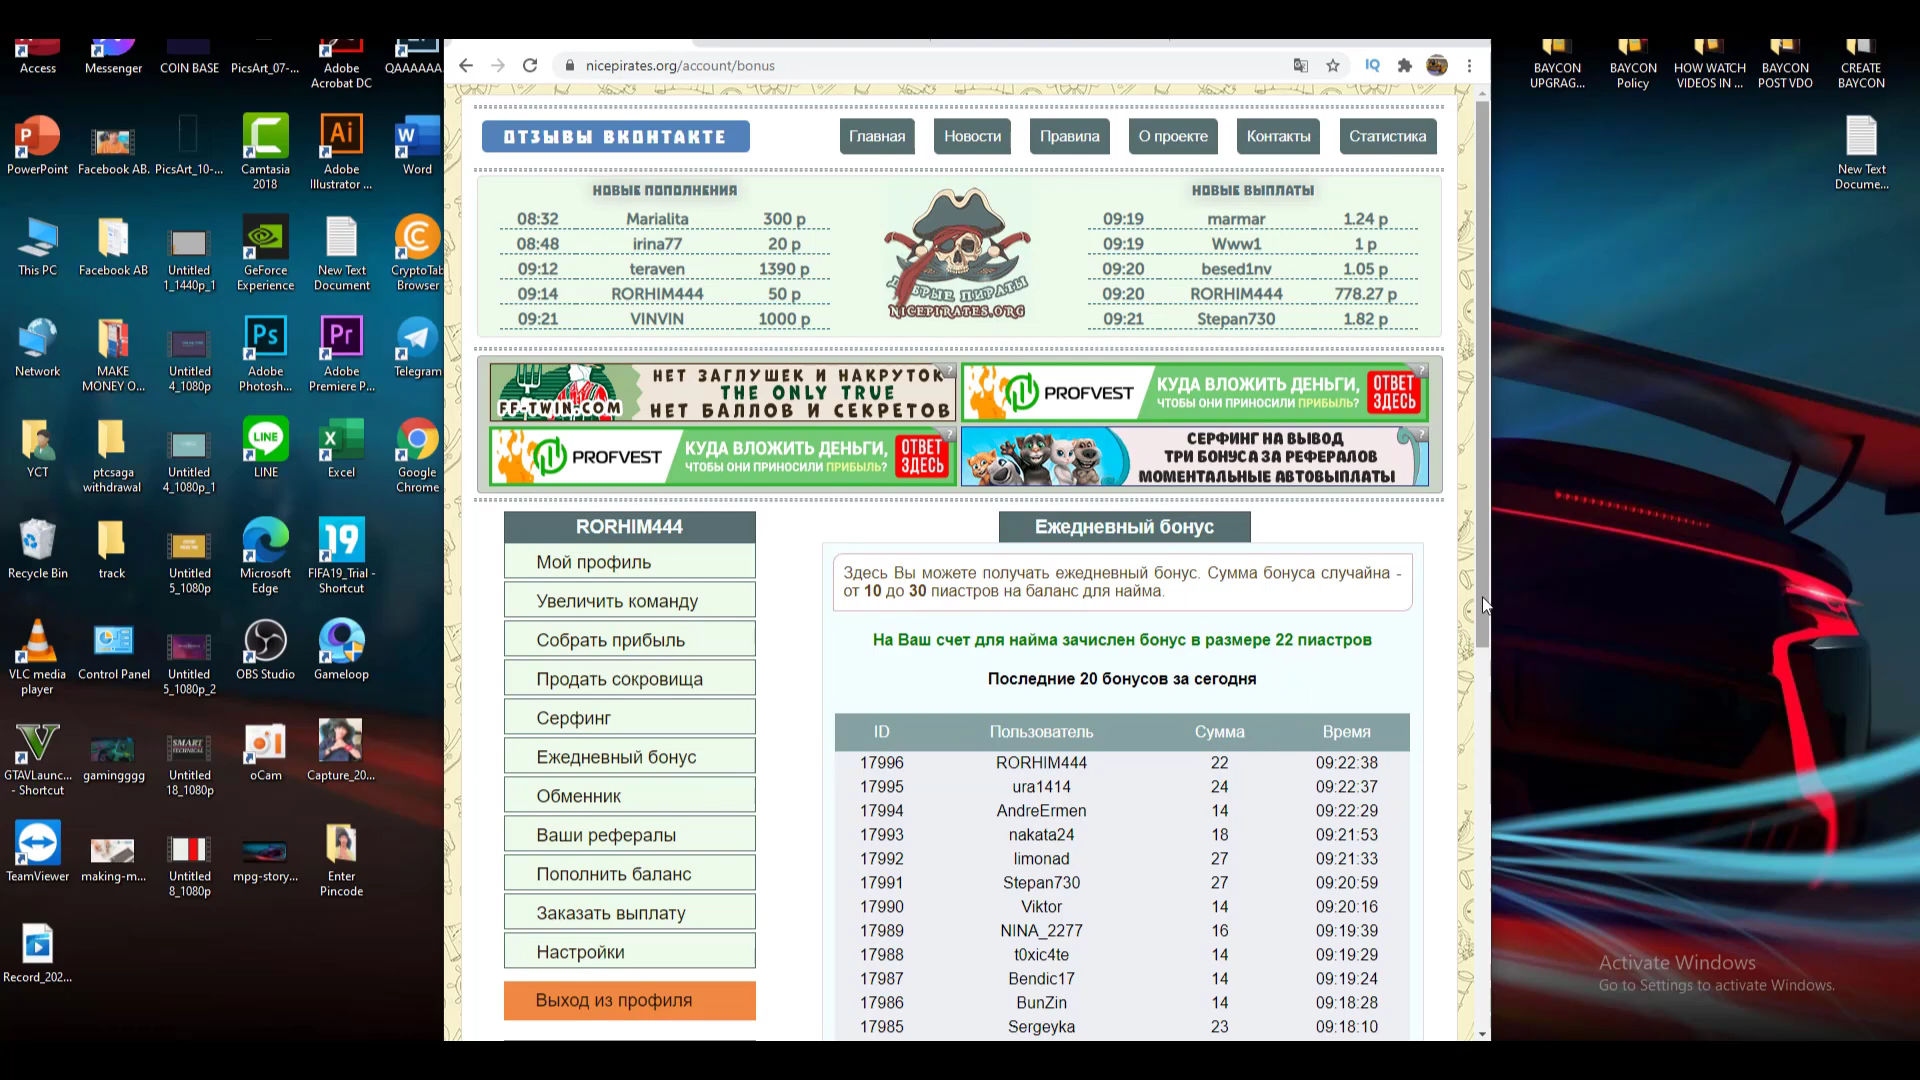 Access
Messenger
COIN BASE
PicsArt_07-...
Adobe
Acrobat DC
QAAAAAA
PowerPoint
Facebook AB.
PicsArt_10-...
Camtasia
2018
Adobe
Illustrator ...
Word
This PC
Facebook AB
Untitled
1_1440p_1
GeForce
Experience
New Text
Document
CryptoTab
Browser
Network
MAKE
MONEY O...
Untitled
4_1080p
Adobe
Photosh...
Adobe
Premiere P...
Telegram
YCT
ptcsaga
withdrawal
Untitled
4_1080p_1
LINE
Excel
Google
Chrome
Recycle Bin
track
Untitled
5_1080p
Microsoft
Edge
FIFA19_Trial -
Shortcut
VLC media
player
Control Panel
Untitled
5_1080p_2
OBS Studio
Gameloop
GTAVLaunc...
- Shortcut
gamingggg
Untitled
18_1080p
oCam
Capture_20...
TeamViewer
making-m...
Untitled
8_1080p
mpg-story...
Enter
Pincode
Record_202...
nicepirates.org/account/bonus
ОТЗЫВЫ ВКОНТАКТЕ
Главная
Новости
Правила
О проекте
Контакты
Статистика
НОВЫЕ ПОПОЛНЕНИЯ
08:32 Marialita 300 р
08:48 irina77 20 р
09:12 teraven 1390 р
09:14 RORHIM444 50 р
09:21 VINVIN 1000 р
ДОБРЫЕ ПИРАТЫ
NICEPIRATES.ORG
НОВЫЕ ВЫПЛАТЫ
09:19 marmar 1.24 р
09:19 Www1 1 р
09:20 besed1nv 1.05 р
09:20 RORHIM444 778.27 р
09:21 Stepan730 1.82 р
FF-TWIN.COM
НЕТ ЗАГЛУШЕК И НАКРУТОК
THE ONLY TRUE
НЕТ БАЛЛОВ И СЕКРЕТОВ
PROFVEST
КУДА ВЛОЖИТЬ ДЕНЬГИ,
ЧТОБЫ ОНИ ПРИНОСИЛИ ПРИБЫЛЬ?
ОТВЕТ
ЗДЕСЬ
PROFVEST
КУДА ВЛОЖИТЬ ДЕНЬГИ,
ЧТОБЫ ОНИ ПРИНОСИЛИ ПРИБЫЛЬ?
ОТВЕТ
ЗДЕСЬ
СЕРФИНГ НА ВЫВОД
ТРИ БОНУСА ЗА РЕФЕРАЛОВ
МОМЕНТАЛЬНЫЕ АВТОВЫПЛАТЫ
RORHIM444
Мой профиль
Увеличить команду
Собрать прибыль
Продать сокровища
Серфинг
Ежедневный бонус
Обменник
Ваши рефералы
Пополнить баланс
Заказать выплату
Настройки
Выход из профиля
Ежедневный бонус
Здесь Вы можете получать ежедневный бонус. Сумма бонуса случайна -
от 10 до 30 пиастров на баланс для найма.
На Ваш счет для найма зачислен бонус в размере 22 пиастров
Последние 20 бонусов за сегодня
ID Пользователь Сумма Время
17996 RORHIM444 22 09:22:38
17995 ura1414 24 09:22:37
17994 AndreErmen 14 09:22:29
17993 nakata24 18 09:21:53
17992 limonad 27 09:21:33
17991 Stepan730 27 09:20:59
17990 Viktor 14 09:20:16
17989 NINA_2277 16 09:19:39
17988 t0xic4te 14 09:19:29
17987 Bendic17 14 09:19:24
17986 BunZin 14 09:18:28
17985 Sergeyka 23 09:18:10
BAYCON
UPGRAG...
BAYCON
Policy
HOW WATCH
VIDEOS IN ...
BAYCON
POST VDO
CREATE
BAYCON
New Text
Docume...
Activate Windows
Go to Settings to activate Windows.